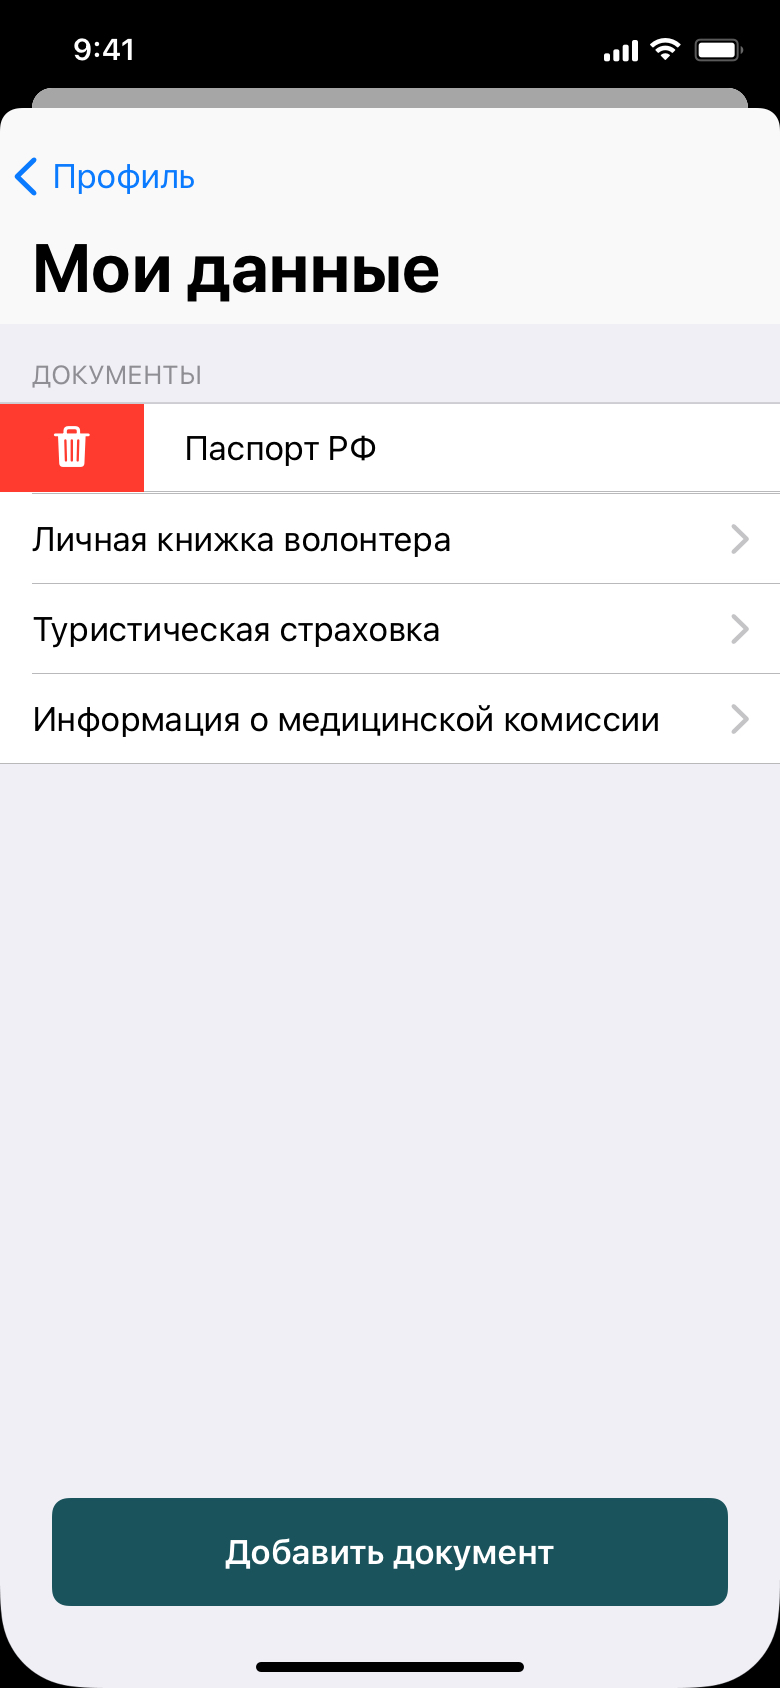 9:41
Профиль
Мои данные
ДОКУМЕНТЫ
Паспорт РФ
Личная книжка волонтера
Туристическая страховка
Информация о медицинской комиссии
Добавить документ